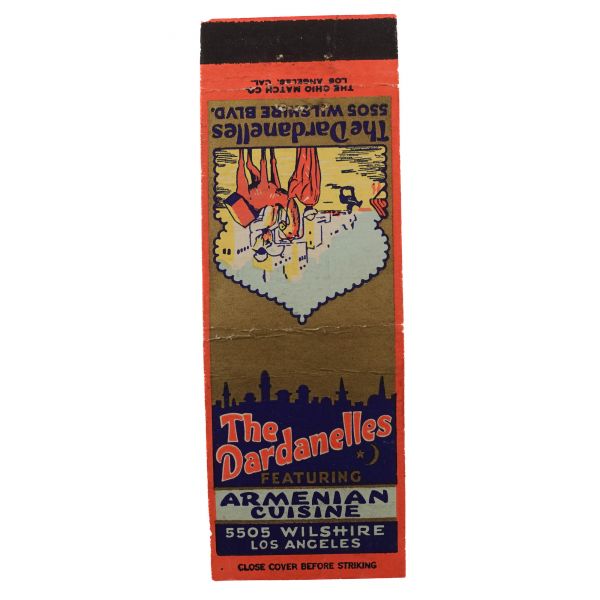 THE OHIO MATCH CO.
LOS ANGELES, CAL.
The Dardanelles
5505 WILSHIRE BLVD.
The
Dardanelles
FEATURING
ARMENIAN
CUISINE
5505 WILSHIRE
LOS ANGELES
CLOSE COVER BEFORE STRIKING